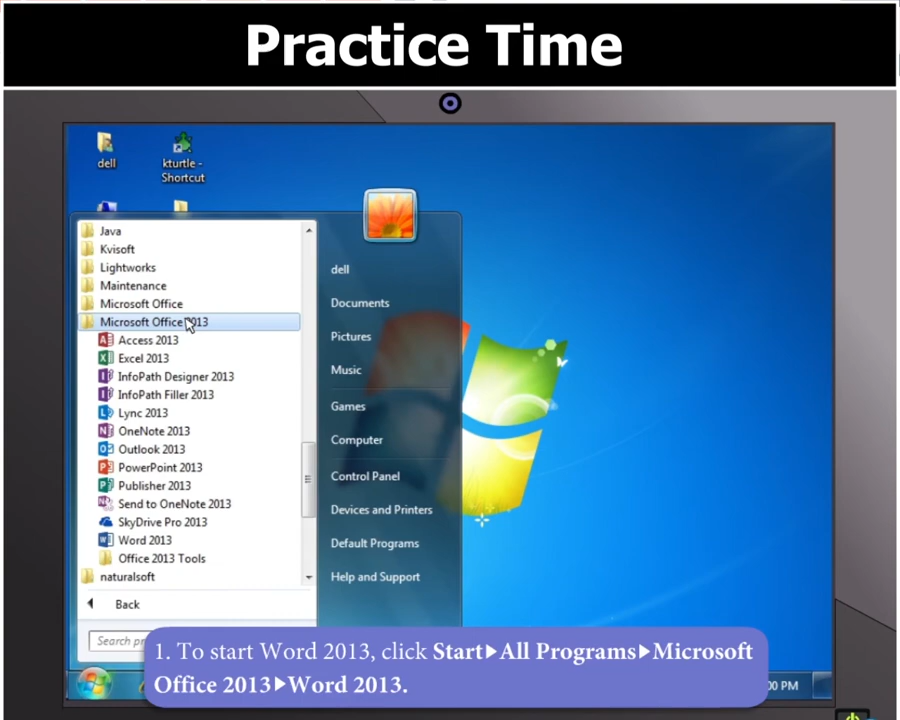 Practice Time
dell
kturtle -
Shortcut
Java
Kvisoft
Lightworks
Maintenance
Microsoft Office
Microsoft Office 2013
Access 2013
Excel 2013
InfoPath Designer 2013
InfoPath Filler 2013
Lync 2013
OneNote 2013
Outlook 2013
PowerPoint 2013
Publisher 2013
Send to OneNote 2013
SkyDrive Pro 2013
Word 2013
Office 2013 Tools
naturalsoft
Back
Search
dell
Documents
Pictures
Music
Games
Computer
Control Panel
Devices and Printers
Default Programs
Help and Support
1. To start Word 2013, click Start▶All Programs▶Microsoft
Office 2013▶Word 2013.
PM